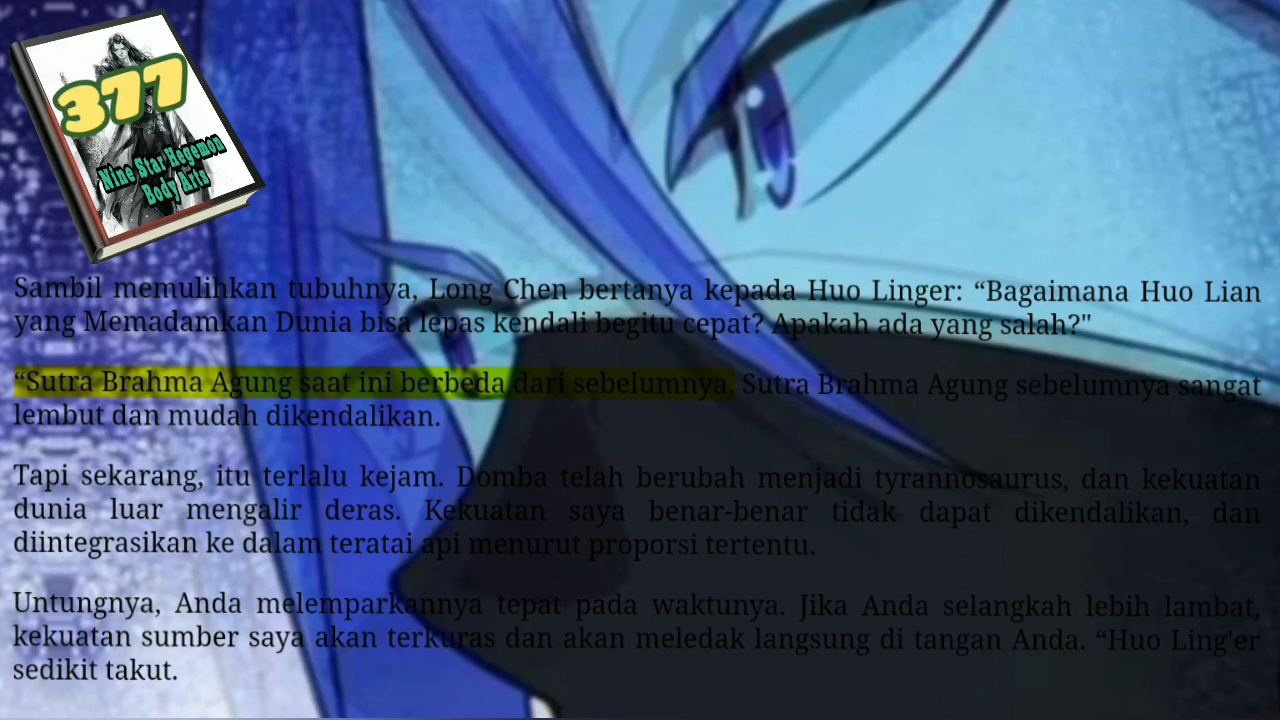 377
Nine Star Hegemon
Body Arts
Sambil memulihkan tubuhnya, Long Chen bertanya kepada Huo Linger: “Bagaimana Huo Lian
yang Memadamkan Dunia bisa lepas kendali begitu cepat? Apakah ada yang salah?"
“Sutra Brahma Agung saat ini berbeda dari sebelumnya. Sutra Brahma Agung sebelumnya sangat
lembut dan mudah dikendalikan.
Tapi sekarang, itu terlalu kejam. Domba telah berubah menjadi tyrannosaurus, dan kekuatan
dunia luar mengalir deras. Kekuatan saya benar-benar tidak dapat dikendalikan, dan
diintegrasikan ke dalam teratai api menurut proporsi tertentu.
Untungnya, Anda melemparkannya tepat pada waktunya. Jika Anda selangkah lebih lambat,
kekuatan sumber saya akan terkuras dan akan meledak langsung di tangan Anda. “Huo Ling'er
sedikit takut.